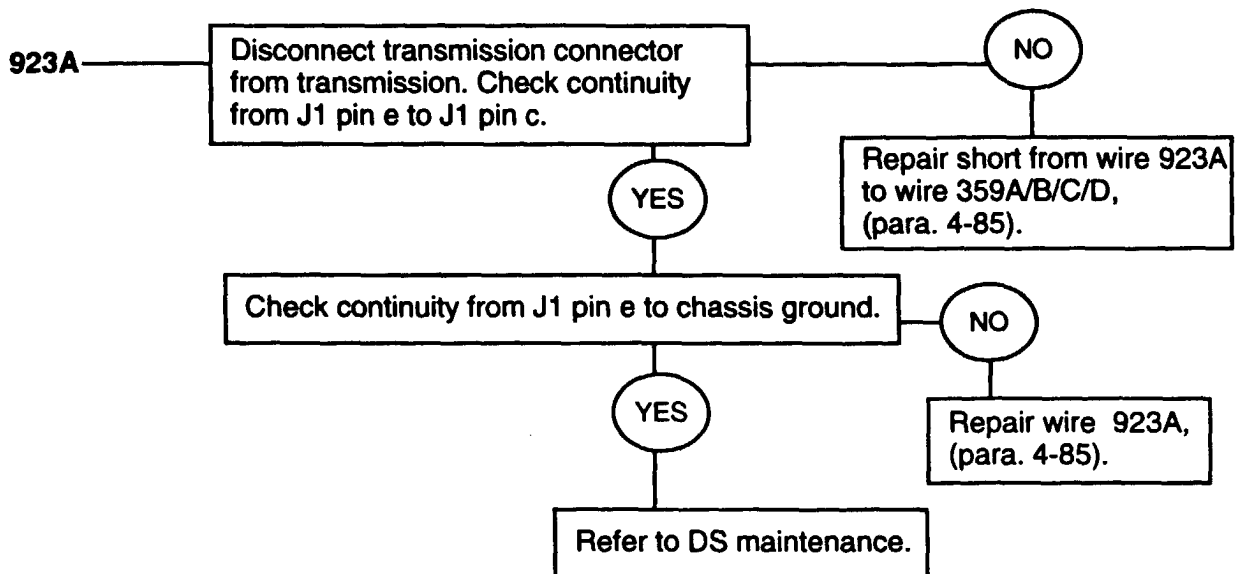 923A
Disconnect transmission connector
from transmission. Check continuity
from J1 pin e to J1 pin c.
NO
Repair short from wire 923A
to wire 359A/B/C/D,
(para. 4-85).
YES
Check continuity from J1 pin e to chassis ground.
NO
Repair wire 923A,
(para. 4-85).
YES
Refer to DS maintenance.